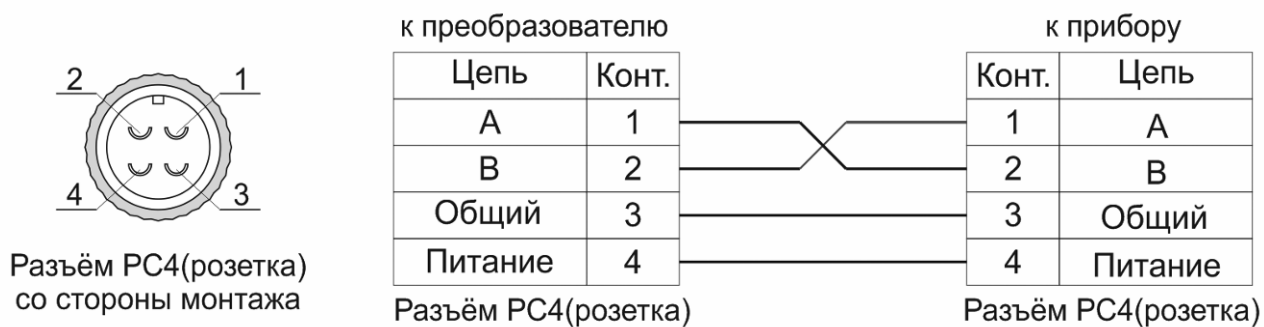 2 1
4 3
Разъём РС4(розетка)
со стороны монтажа
к преобразователю
Цепь Конт.
А 1
В 2
Общий 3
Питание 4
Разъём РС4(розетка)
к прибору
Конт. Цепь
1 А
2 В
3 Общий
4 Питание
Разъём РС4(розетка)